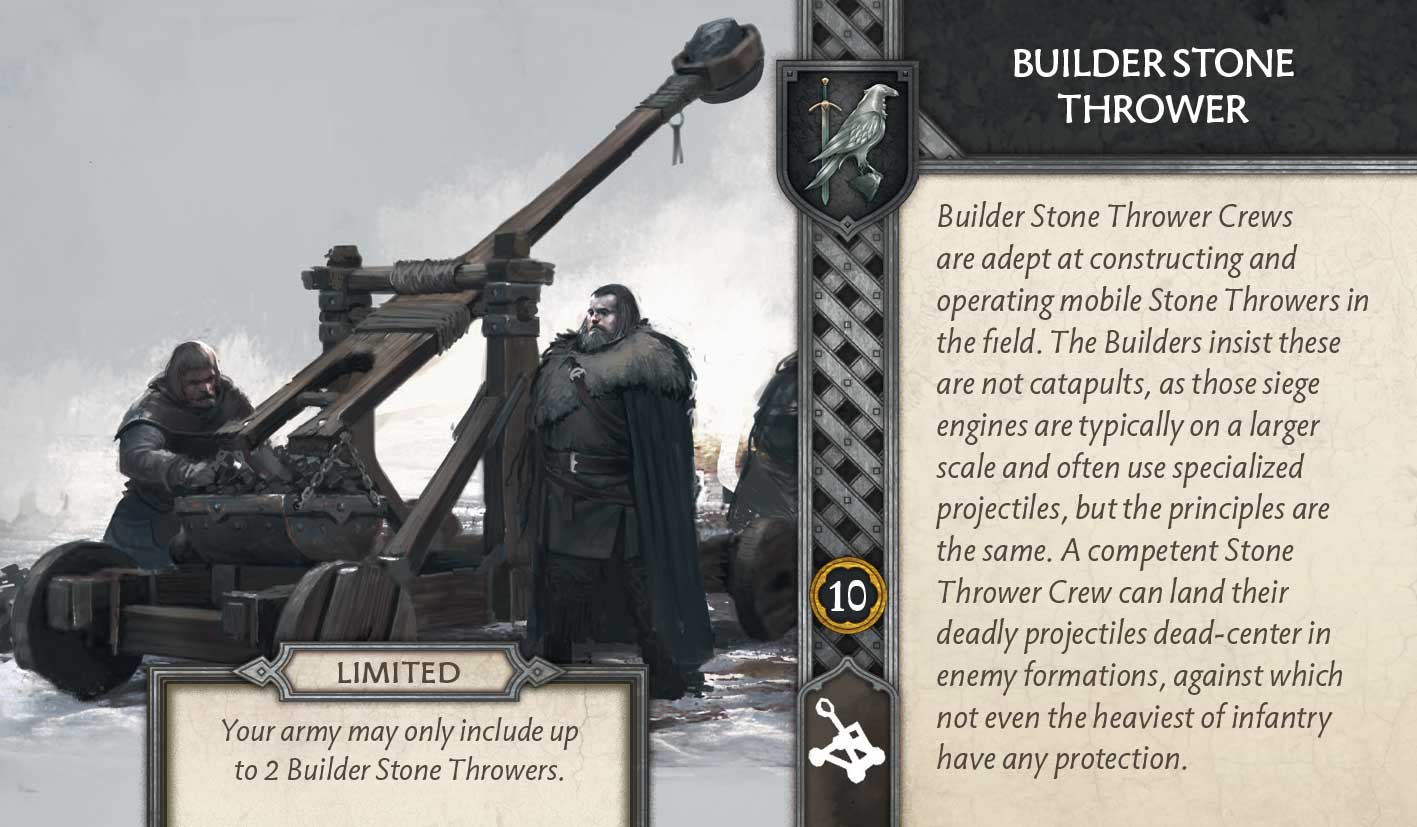 BUILDER STONE
THROWER
Builder Stone Thrower Crews
are adept at constructing and
operating mobile Stone Throwers in
the field. The Builders insist these
are not catapults, as those siege
engines are typically on a larger
scale and often use specialized
projectiles, but the principles are
the same. A competent Stone
Thrower Crew can land their
deadly projectiles dead-center in
enemy formations, against which
not even the heaviest of infantry
have any protection.
10
LIMITED
Your army may only include up
to 2 Builder Stone Throwers.